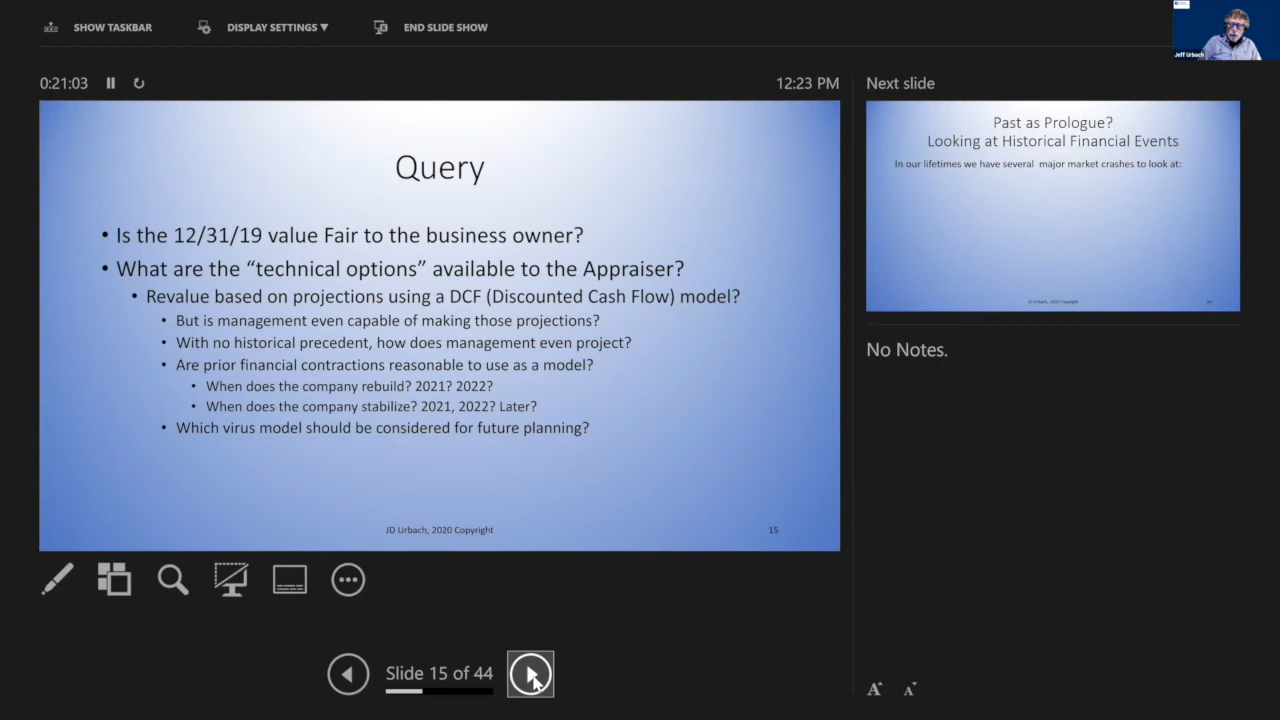 SHOW TASKBAR
DISPLAY SETTINGS ▼
END SLIDE SHOW
Jeff Urbach
0:21:03
12:23 PM
Next slide
Query
• Is the 12/31/19 value Fair to the business owner?
• What are the “technical options” available to the Appraiser?
• Revalue based on projections using a DCF (Discounted Cash Flow) model?
• But is management even capable of making those projections?
• With no historical precedent, how does management even project?
• Are prior financial contractions reasonable to use as a model?
• When does the company rebuild? 2021? 2022?
• When does the company stabilize? 2021, 2022? Later?
• Which virus model should be considered for future planning?
JD Urbach, 2020 Copyright
15
Past as Prologue?
Looking at Historical Financial Events
In our lifetimes we have several major market crashes to look at:
JD Urbach, 2020 Copyright
No Notes.
Slide 15 of 44
A A